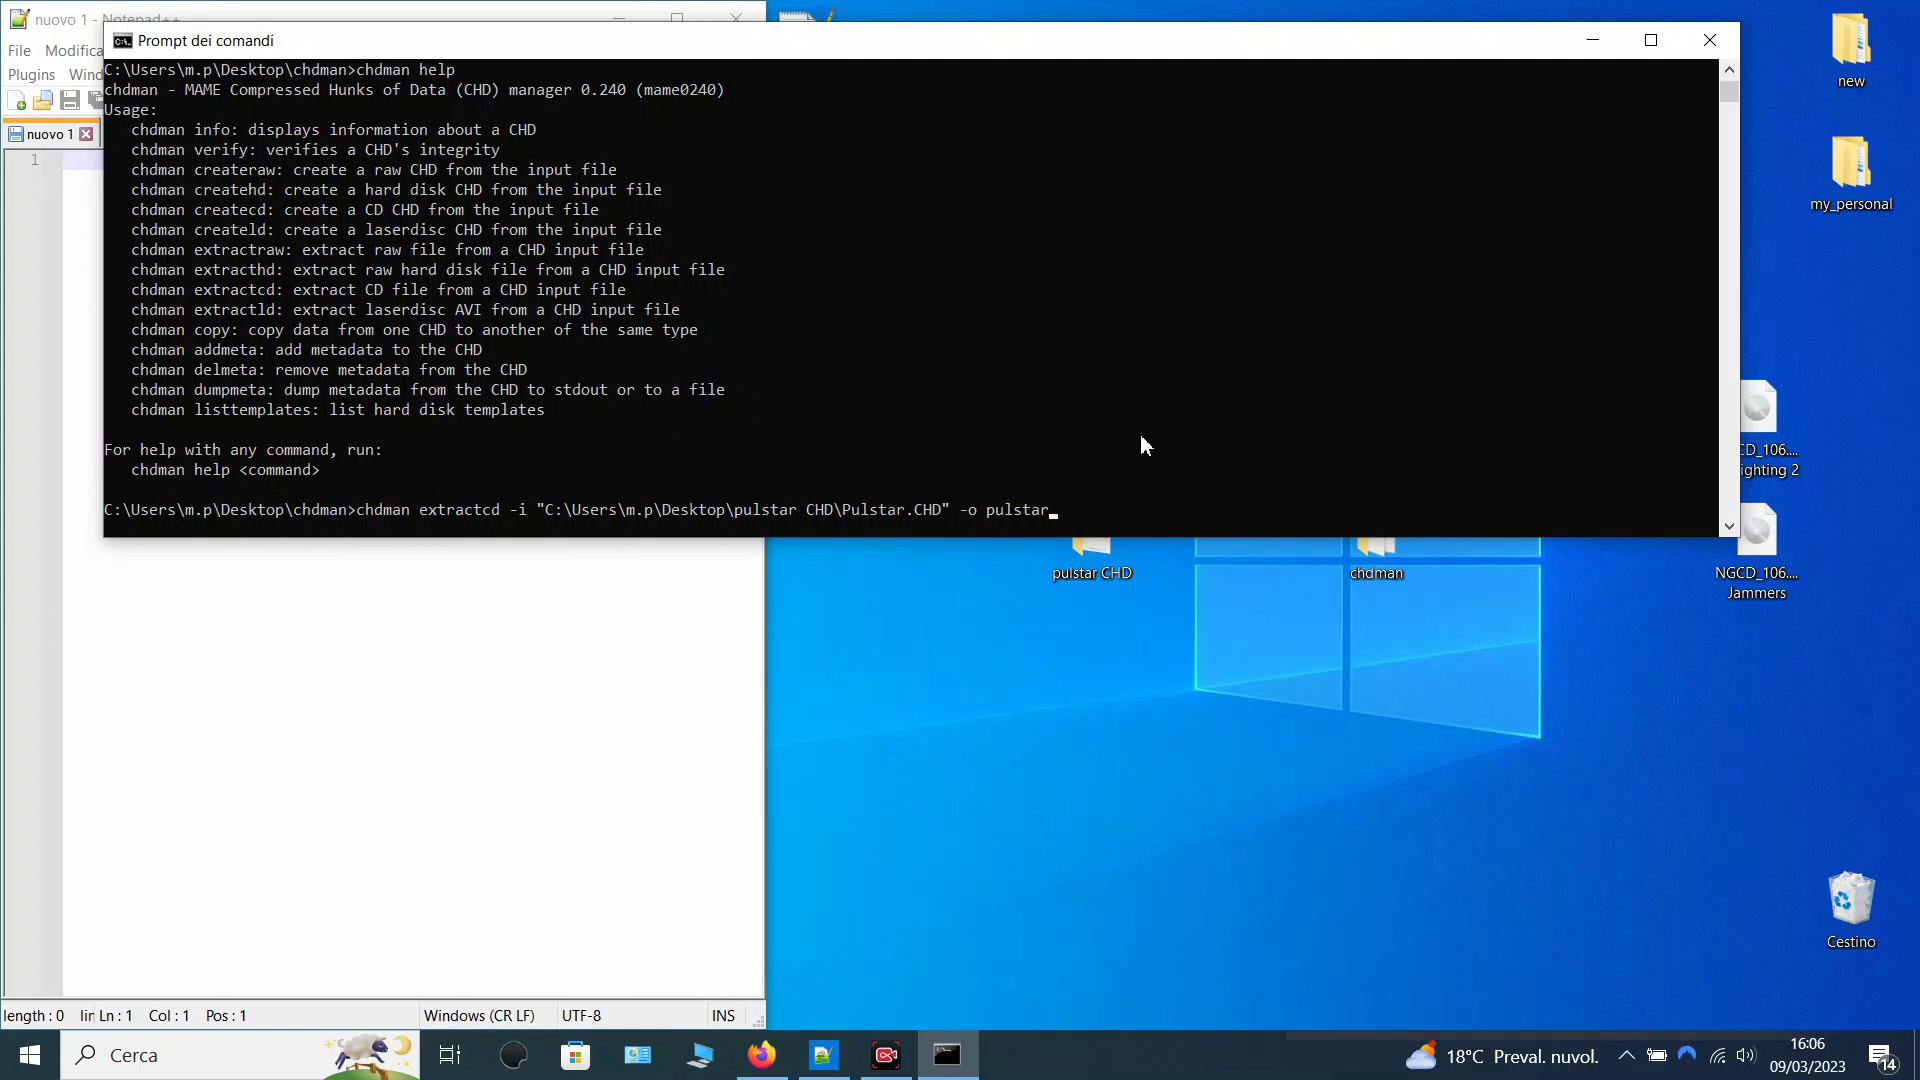 nuovo 1 - Notepad++
File Modifica
Plugins Wind
nuovo 1
1
Prompt dei comandi
C:\Users\m.p\Desktop\chdman>chdman help
chdman - MAME Compressed Hunks of Data (CHD) manager 0.240 (mame0240)
Usage:
chdman info: displays information about a CHD
chdman verify: verifies a CHD's integrity
chdman createraw: create a raw CHD from the input file
chdman createhd: create a hard disk CHD from the input file
chdman createcd: create a CD CHD from the input file
chdman createld: create a laserdisc CHD from the input file
chdman extractraw: extract raw file from a CHD input file
chdman extracthd: extract raw hard disk file from a CHD input file
chdman extractcd: extract CD file from a CHD input file
chdman extractld: extract laserdisc AVI from a CHD input file
chdman copy: copy data from one CHD to another of the same type
chdman addmeta: add metadata to the CHD
chdman delmeta: remove metadata from the CHD
chdman dumpmeta: dump metadata from the CHD to stdout or to a file
chdman listtemplates: list hard disk templates
For help with any command, run:
chdman help <command>
C:\Users\m.p\Desktop\chdman>chdman extractcd -i "C:\Users\m.p\Desktop\pulstar CHD\Pulstar.CHD" -o pulstar
new
my_personal
CD_106....
ighting 2
pulstar CHD
chdman
NGCD_106....
Jammers
Cestino
length : 0 lin Ln : 1 Col : 1 Pos : 1 Windows (CR LF) UTF-8 INS
Cerca
18°C Preval. nuvol.
16:06
09/03/2023
14